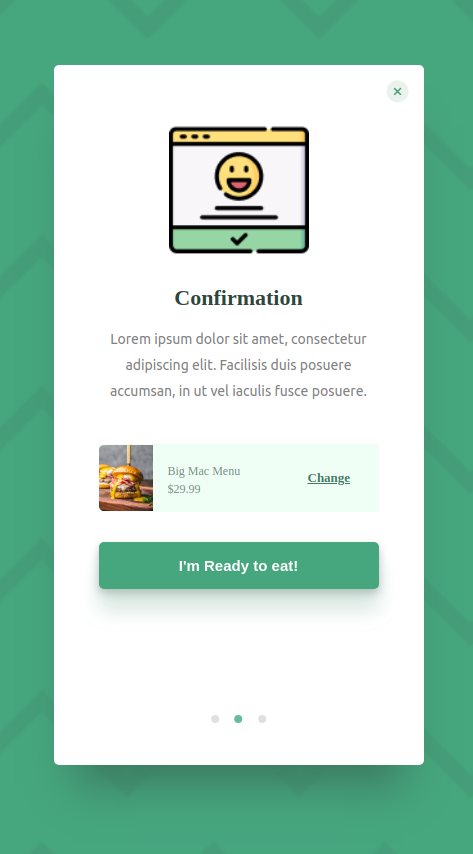 Confirmation
Lorem ipsum dolor sit amet, consectetur
adipiscing elit. Facilisis duis posuere
accumsan, in ut vel iaculis fusce posuere.
Big Mac Menu
Change
$29.99
I'm Ready to eat!